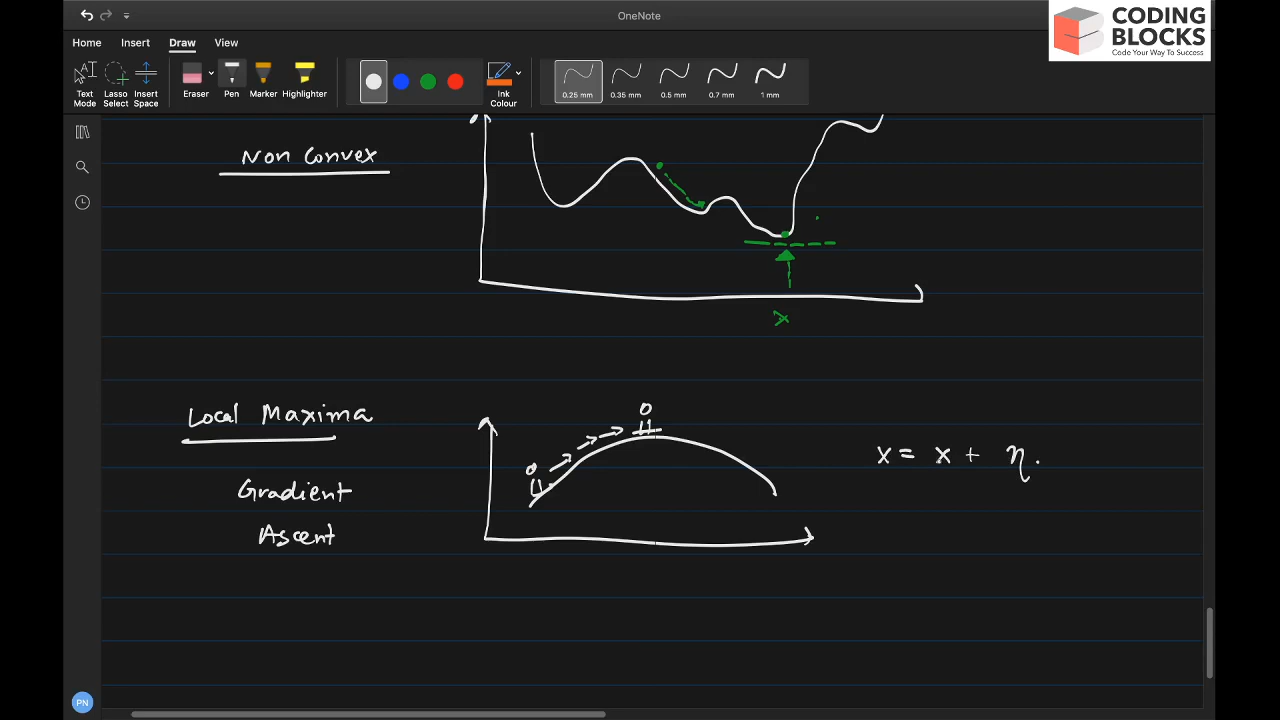 OneNote
CODING
BLOCKS
Code Your Way To Success
Home Insert Draw View
Text Mode
Lasso Select
Insert Space
Eraser
Pen
Marker
Highlighter
Ink Colour
0.25 mm 0.35 mm 0.5 mm 0.7 mm 1 mm
Non Convex
x
Local Maxima
Gradient
Ascent
x = x + η.
PN